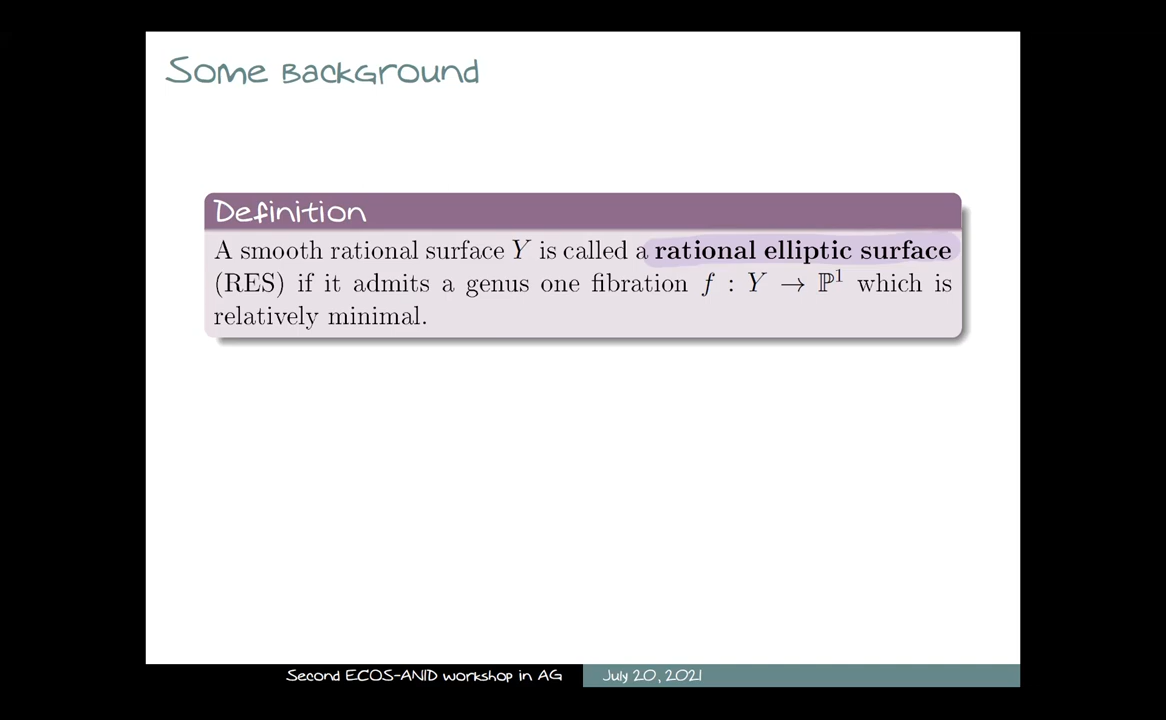 Some Background
Definition
A smooth rational surface Y is called a rational elliptic surface
(RES) if it admits a genus one fibration f : Y → ℙ¹ which is
relatively minimal.
Second ECOS-ANID workshop in AG July 20, 2021